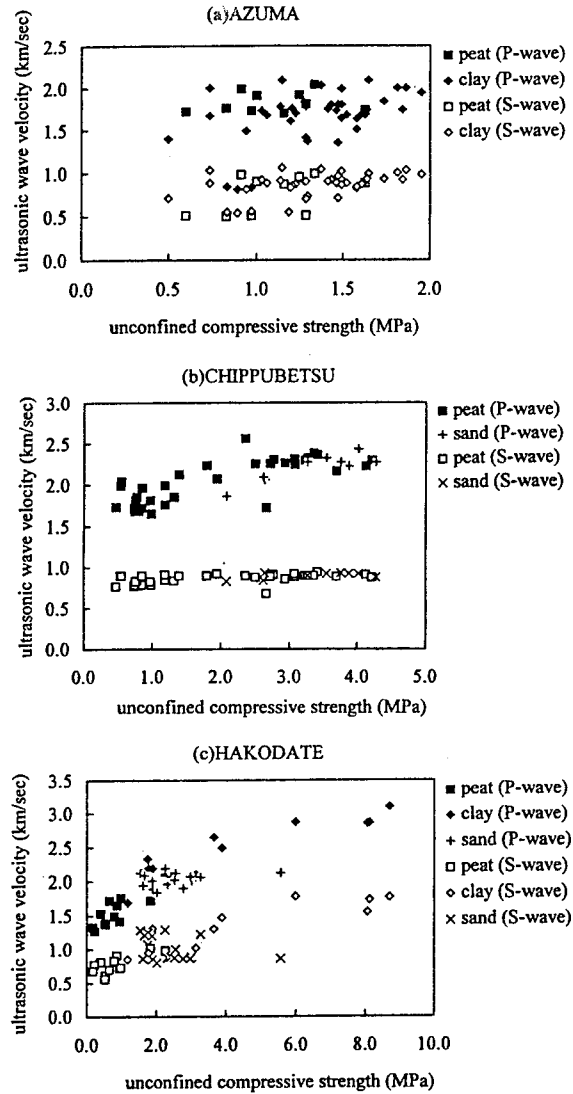 (a)AZUMA
ultrasonic wave velocity (km/sec)
2.5
2.0
1.5
1.0
0.5
0.0
0.0 0.5 1.0 1.5 2.0
unconfined compressive strength (MPa)
peat (P-wave)
clay (P-wave)
peat (S-wave)
clay (S-wave)
(b)CHIPPUBETSU
ultrasonic wave velocity (km/sec)
3.0
2.5
2.0
1.5
1.0
0.5
0.0
0.0 1.0 2.0 3.0 4.0 5.0
unconfined compressive strength (MPa)
peat (P-wave)
sand (P-wave)
peat (S-wave)
sand (S-wave)
(c)HAKODATE
ultrasonic wave velocity (km/sec)
3.5
3.0
2.5
2.0
1.5
1.0
0.5
0.0
0.0 2.0 4.0 6.0 8.0 10.0
unconfined compressive strength (MPa)
peat (P-wave)
clay (P-wave)
sand (P-wave)
peat (S-wave)
clay (S-wave)
sand (S-wave)